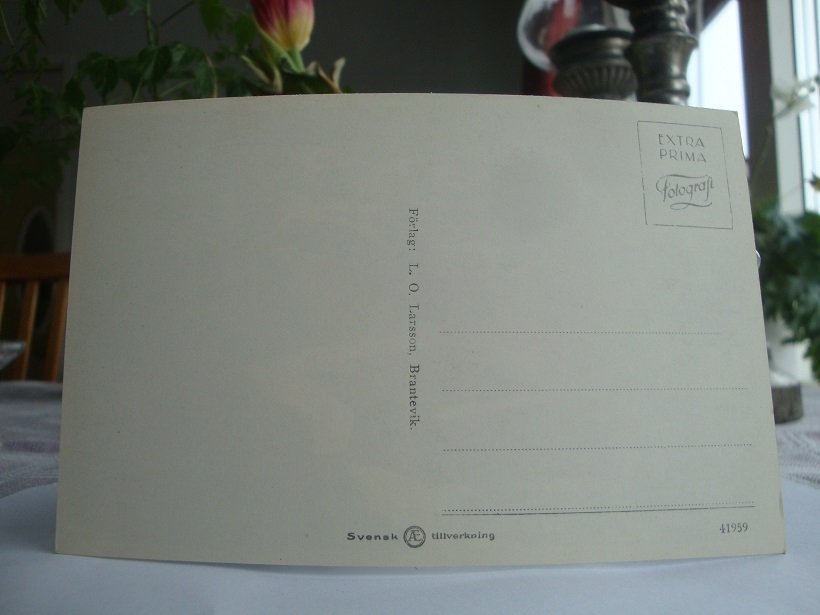 EXTRA
PRIMA
fotografi
Förlag: L. O. Larsson, Brantevik.
Svensk Æ tillverkning
41959